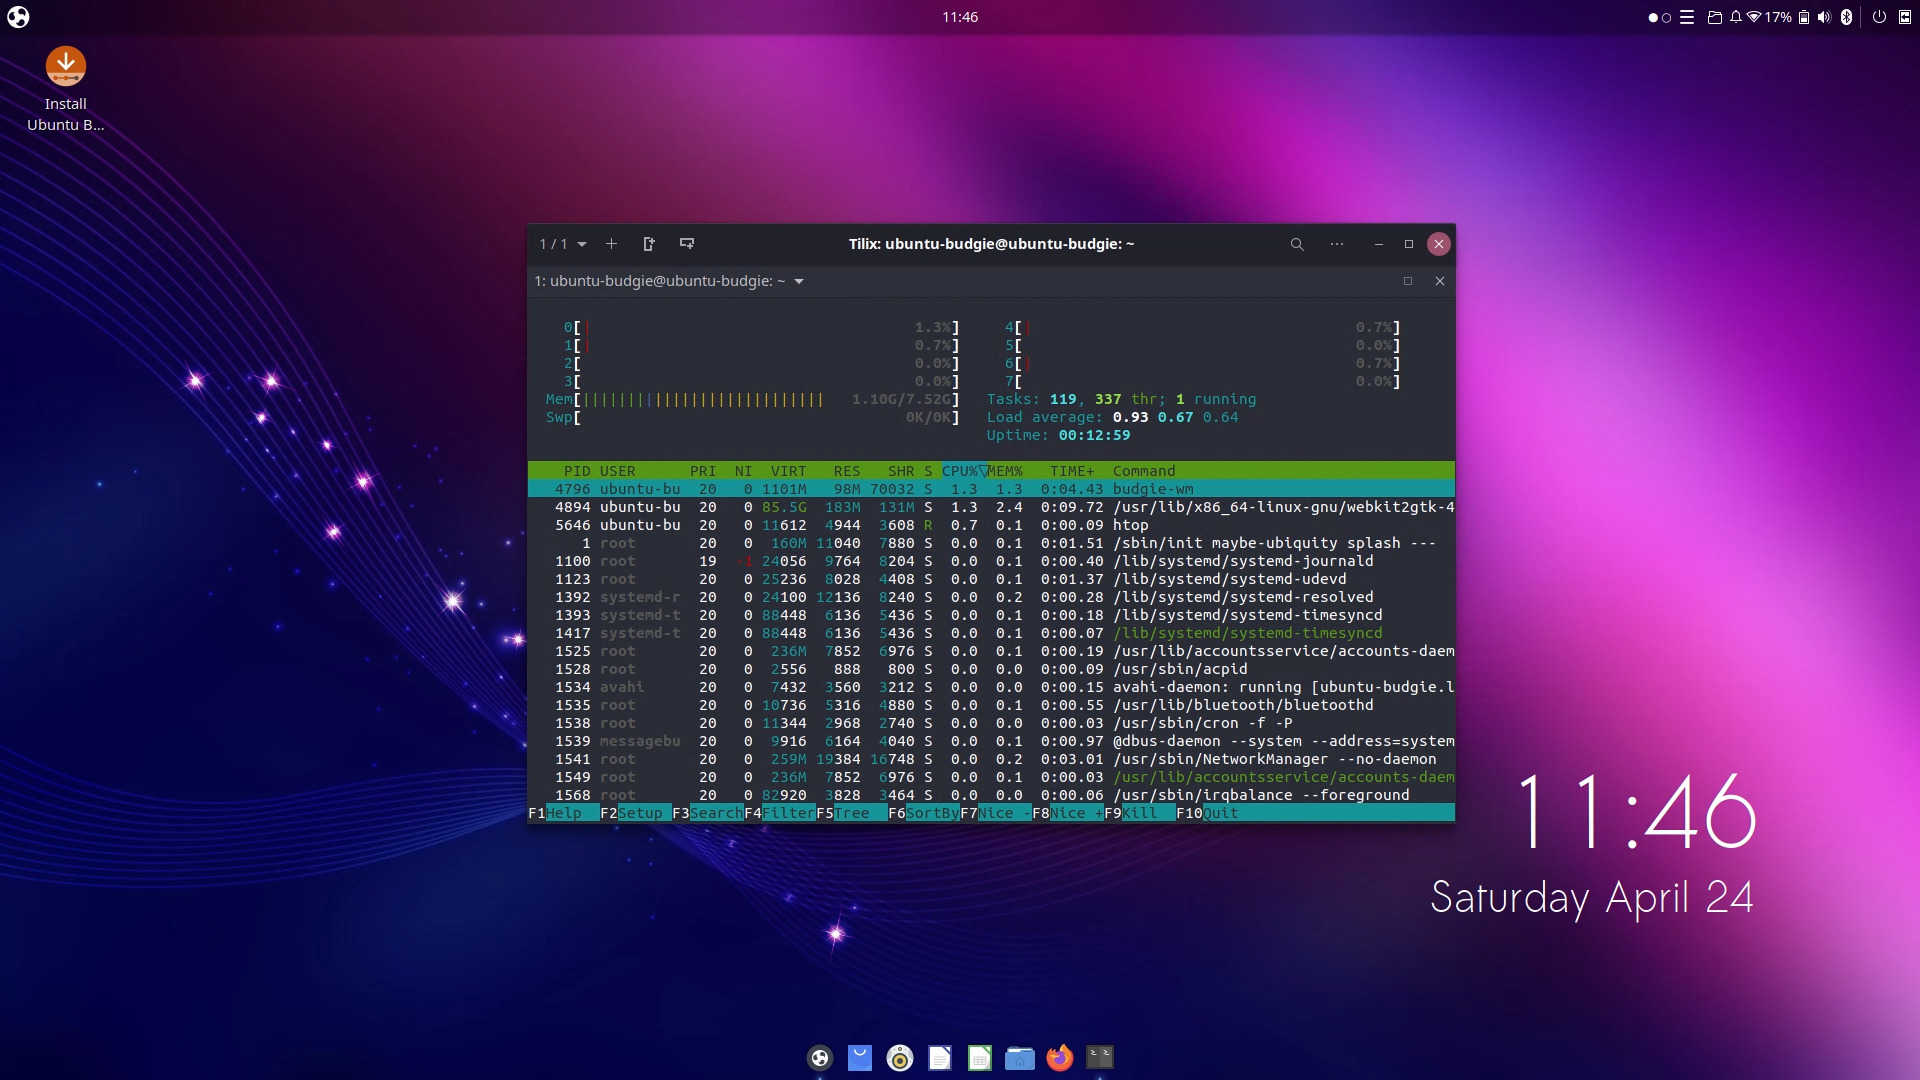 11:46
17%
Install
Ubuntu B...
1 / 1
Tilix: ubuntu-budgie@ubuntu-budgie: ~
1: ubuntu-budgie@ubuntu-budgie: ~
0[| 1.3%] 4[| 0.7%]
1[| 0.7%] 5[ 0.0%]
2[ 0.0%] 6[| 0.7%]
3[ 0.0%] 7[ 0.0%]
Mem[||||||||||||||||||||||||||| 1.10G/7.52G] Tasks: 119, 337 thr; 1 running
Swp[ 0K/0K] Load average: 0.93 0.67 0.64
Uptime: 00:12:59
PID USER PRI NI VIRT RES SHR S CPU%▽MEM% TIME+ Command
4796 ubuntu-bu 20 0 1101M 98M 70032 S 1.3 1.3 0:04.43 budgie-wm
4894 ubuntu-bu 20 0 85.5G 183M 131M S 1.3 2.4 0:09.72 /usr/lib/x86_64-linux-gnu/webkit2gtk-4
5646 ubuntu-bu 20 0 11612 4944 3608 R 0.7 0.1 0:00.09 htop
1 root 20 0 160M 11040 7880 S 0.0 0.1 0:01.51 /sbin/init maybe-ubiquity splash ---
1100 root 19 -1 24056 9764 8204 S 0.0 0.1 0:00.40 /lib/systemd/systemd-journald
1123 root 20 0 25236 8028 4408 S 0.0 0.1 0:01.37 /lib/systemd/systemd-udevd
1392 systemd-r 20 0 24100 12136 8240 S 0.0 0.2 0:00.28 /lib/systemd/systemd-resolved
1393 systemd-t 20 0 88448 6136 5436 S 0.0 0.1 0:00.18 /lib/systemd/systemd-timesyncd
1417 systemd-t 20 0 88448 6136 5436 S 0.0 0.1 0:00.07 /lib/systemd/systemd-timesyncd
1525 root 20 0 236M 7852 6976 S 0.0 0.1 0:00.19 /usr/lib/accountsservice/accounts-daem
1528 root 20 0 2556 888 800 S 0.0 0.0 0:00.09 /usr/sbin/acpid
1534 avahi 20 0 7432 3560 3212 S 0.0 0.0 0:00.15 avahi-daemon: running [ubuntu-budgie.l
1535 root 20 0 10736 5316 4880 S 0.0 0.1 0:00.55 /usr/lib/bluetooth/bluetoothd
1538 root 20 0 11344 2968 2740 S 0.0 0.0 0:00.03 /usr/sbin/cron -f -P
1539 messagebu 20 0 9916 6164 4040 S 0.0 0.1 0:00.97 @dbus-daemon --system --address=system
1541 root 20 0 259M 19384 16748 S 0.0 0.2 0:03.01 /usr/sbin/NetworkManager --no-daemon
1549 root 20 0 236M 7852 6976 S 0.0 0.1 0:00.03 /usr/lib/accountsservice/accounts-daem
1568 root 20 0 82920 3828 3464 S 0.0 0.0 0:00.06 /usr/sbin/irqbalance --foreground
F1Help F2Setup F3SearchF4FilterF5Tree F6SortByF7Nice -F8Nice +F9Kill F10Quit
11:46
Saturday April 24